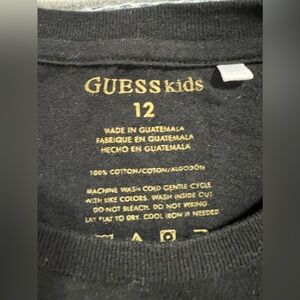 GUESS kids
12
MADE IN GUATEMALA
FABRIQUE EN GUATEMALA
HECHO EN GUATEMALA
100% COTTON/COTON/ALGODÓN
MACHINE WASH COLD GENTLE CYCLE
WITH LIKE COLORS. WASH INSIDE OUT
DO NOT BLEACH. DO NOT WRING.
LAY FLAT TO DRY. COOL IRON IF NEEDED